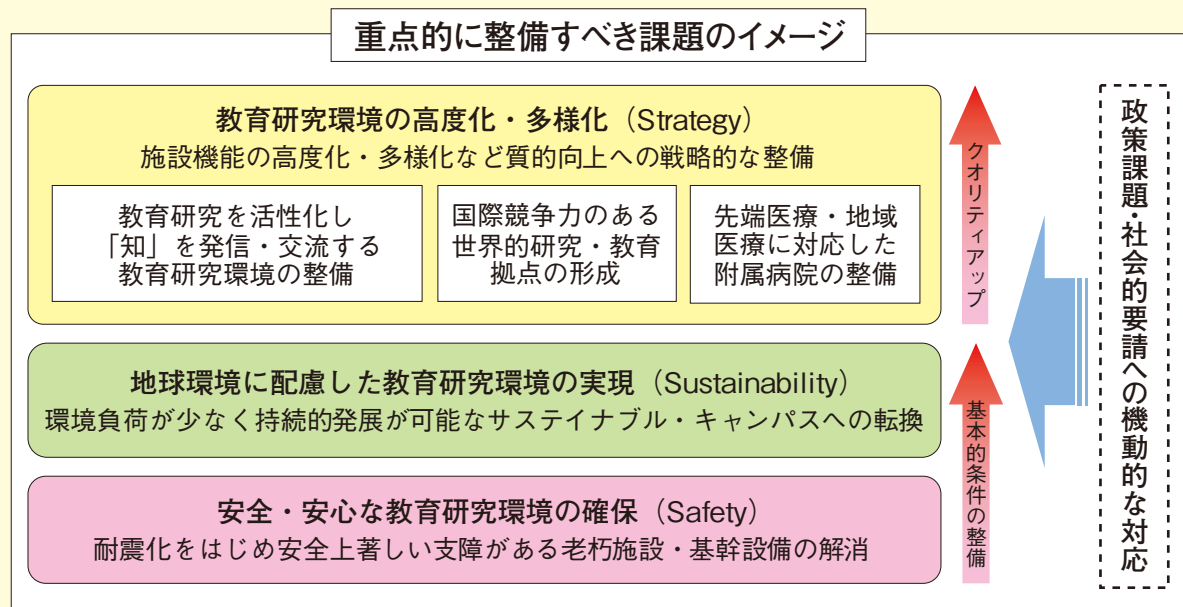 重点的に整備すべき課題のイメージ
教育研究環境の高度化・多様化（Strategy）
施設機能の高度化・多様化など質的向上への戦略的な整備
教育研究を活性化し
「知」を発信・交流する
教育研究環境の整備
国際競争力のある
世界的研究・教育
拠点の形成
先端医療・地域
医療に対応した
附属病院の整備
クオリティアップ
地球環境に配慮した教育研究環境の実現（Sustainability）
環境負荷が少なく持続的発展が可能なサステイナブル・キャンパスへの転換
安全・安心な教育研究環境の確保（Safety）
耐震化をはじめ安全上著しい支障がある老朽施設・基幹設備の解消
基本的条件の整備
政策課題・社会的要請への機動的な対応